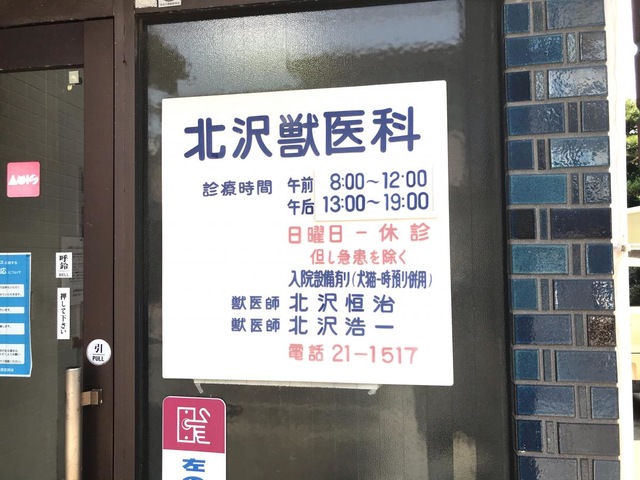 北沢獣医科
診療時間 午前 8:00~12:00
午后 13:00~19:00
日曜日-休診
但し急患を除く
入院設備有り(犬猫一時預り併用)
獣医師 北沢恒治
獣医師 北沢浩一
電話 21-1517
呼鈴
BELL
押して下さい
引
PULL
左の